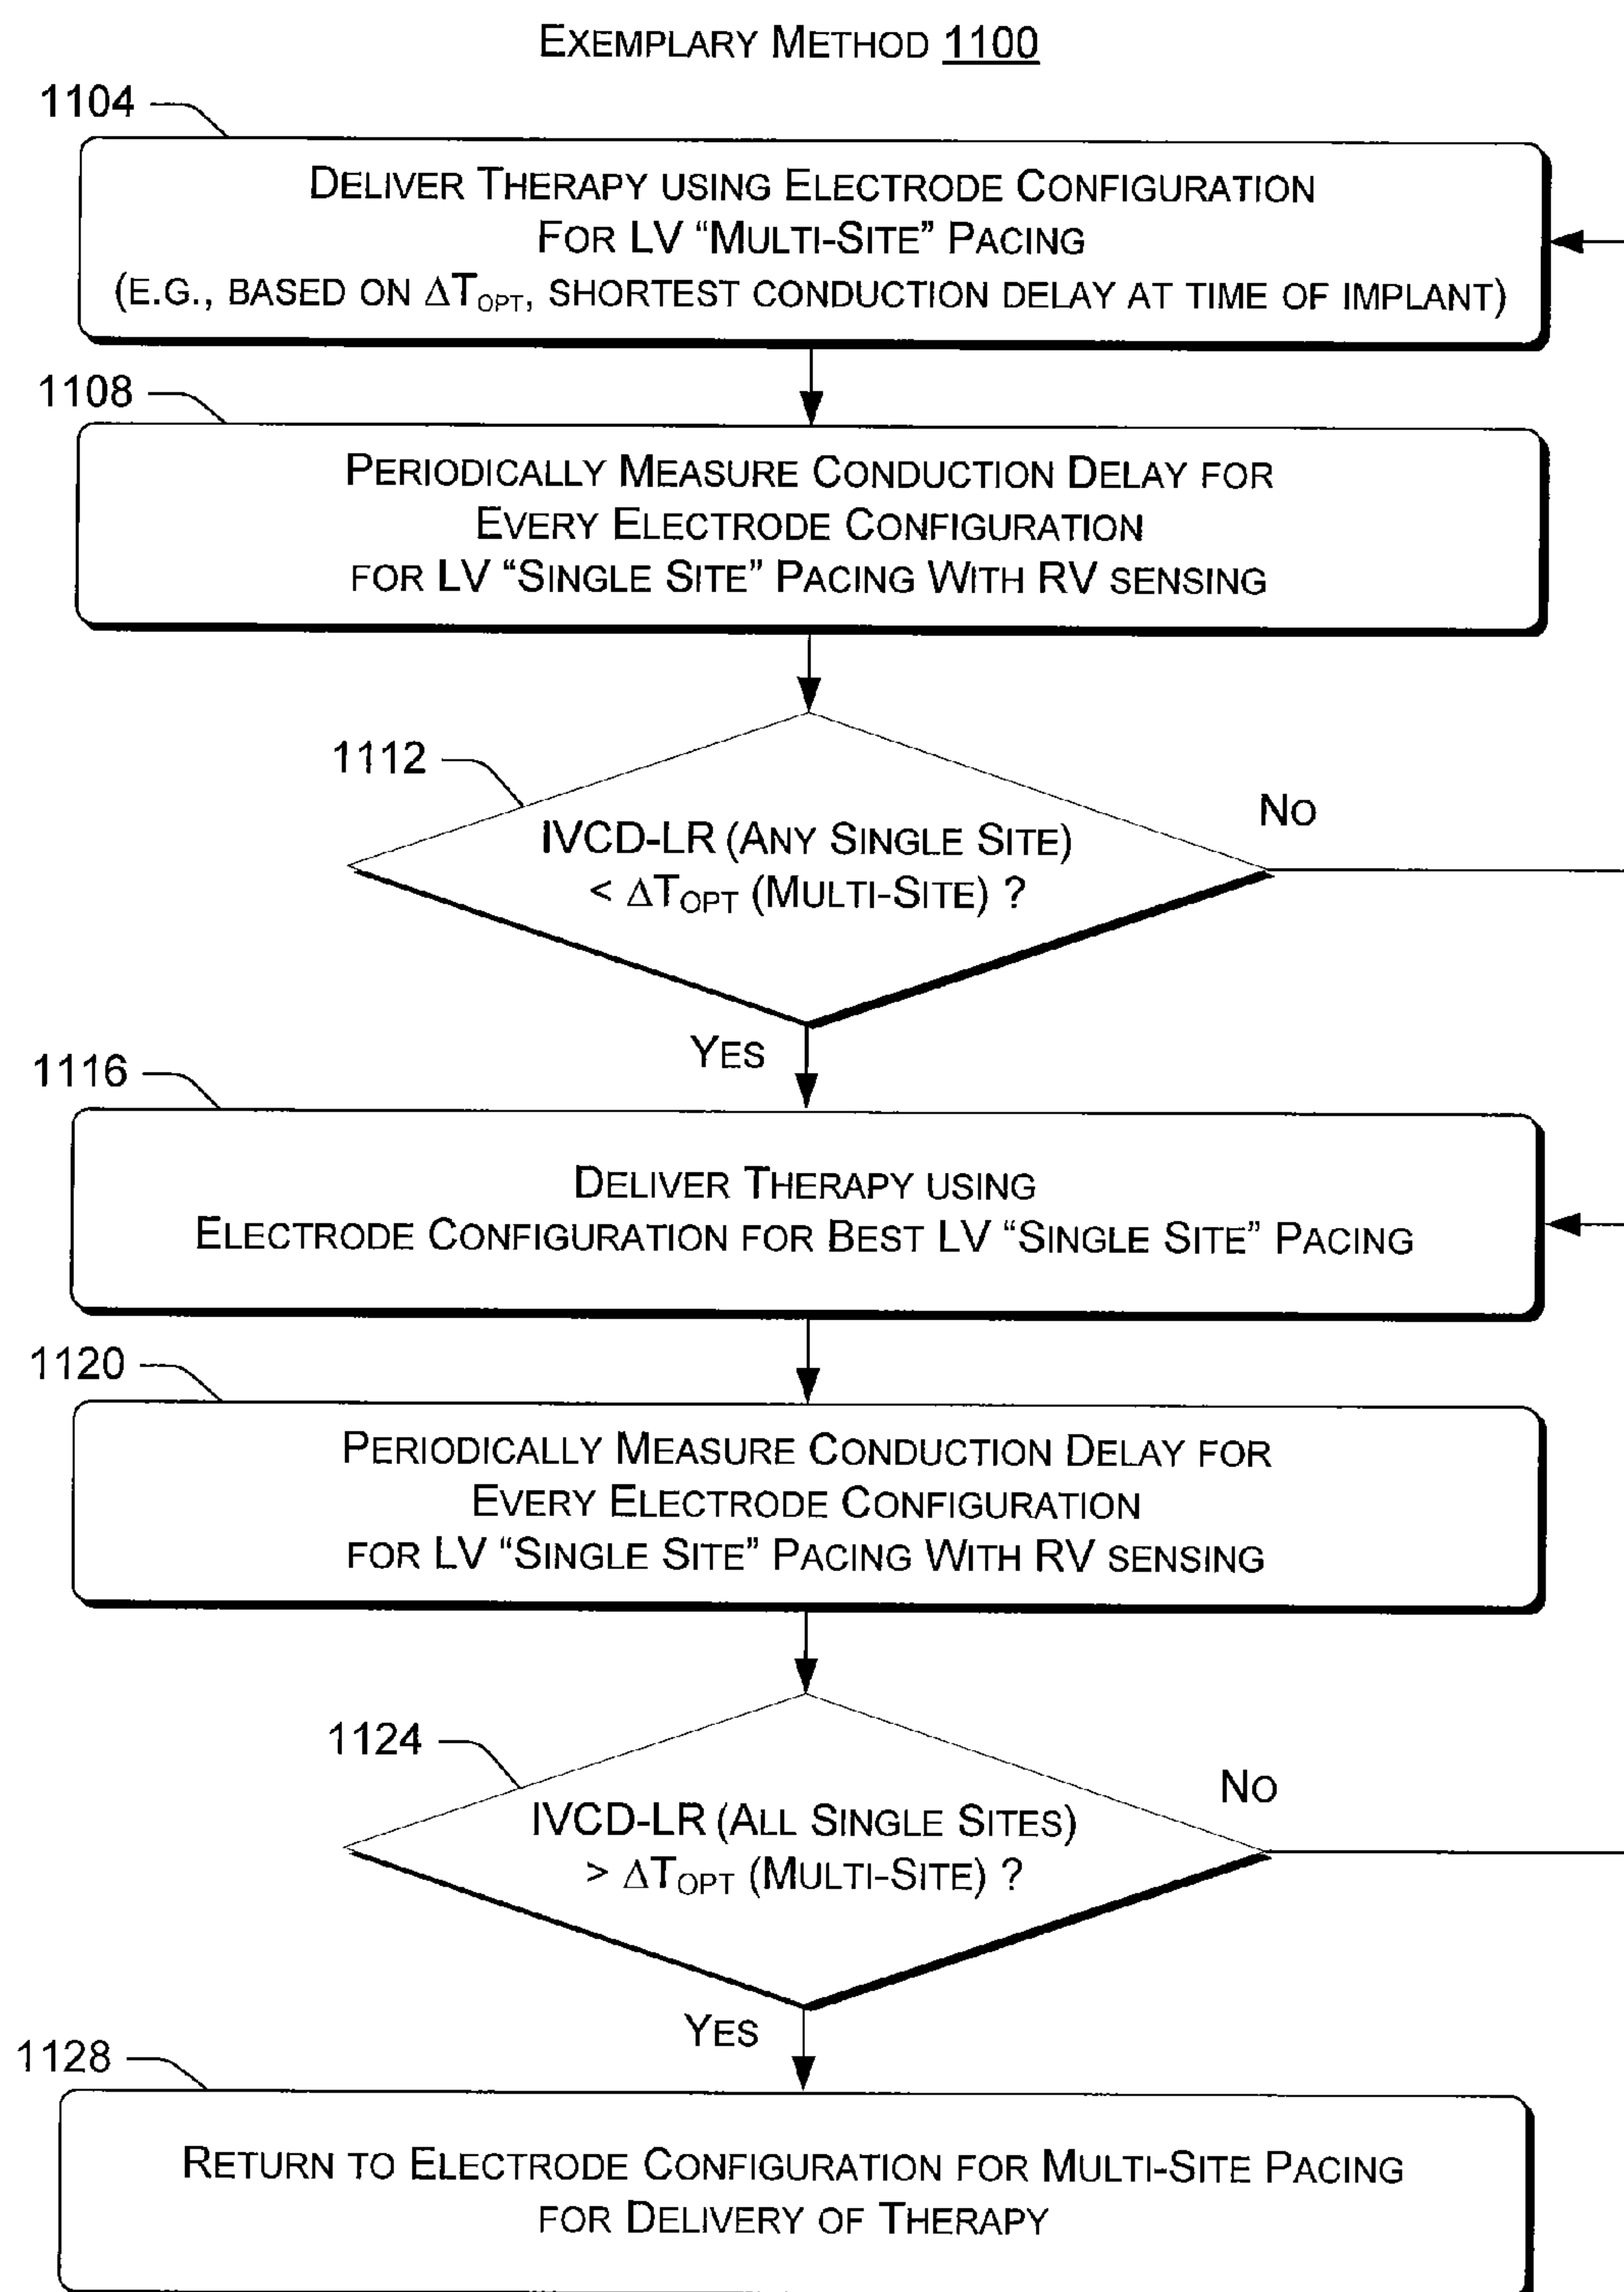 EXEMPLARY METHOD 1100
1104
DELIVER THERAPY USING ELECTRODE CONFIGURATION
FOR LV “MULTI-SITE” PACING
(E.G., BASED ON ΔTOPT, SHORTEST CONDUCTION DELAY AT TIME OF IMPLANT)
1108
PERIODICALLY MEASURE CONDUCTION DELAY FOR
EVERY ELECTRODE CONFIGURATION
FOR LV “SINGLE SITE” PACING WITH RV SENSING
1112
NO
IVCD-LR (ANY SINGLE SITE)
< ΔTOPT (MULTI-SITE) ?
YES
1116
DELIVER THERAPY USING
ELECTRODE CONFIGURATION FOR BEST LV “SINGLE SITE” PACING
1120
PERIODICALLY MEASURE CONDUCTION DELAY FOR
EVERY ELECTRODE CONFIGURATION
FOR LV “SINGLE SITE” PACING WITH RV SENSING
1124
NO
IVCD-LR (ALL SINGLE SITES)
> ΔTOPT (MULTI-SITE) ?
YES
1128
RETURN TO ELECTRODE CONFIGURATION FOR MULTI-SITE PACING
FOR DELIVERY OF THERAPY